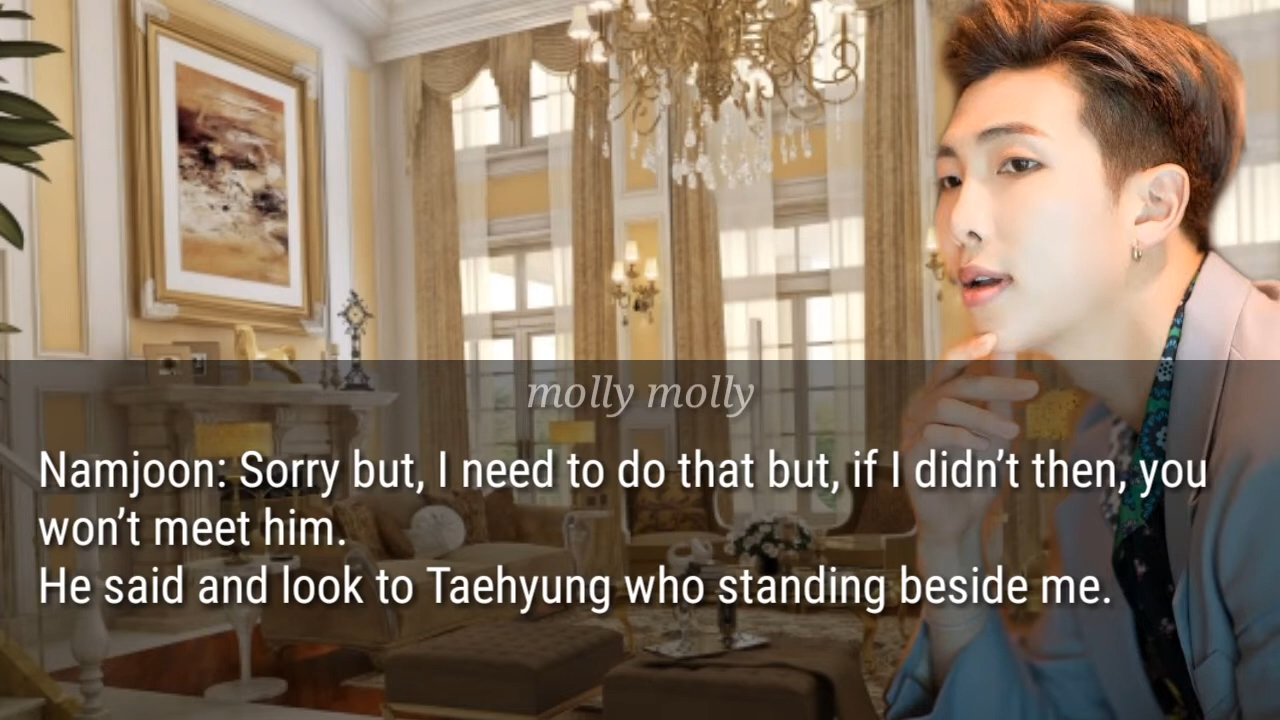 molly molly
Namjoon: Sorry but, I need to do that but, if I didn’t then, you
won’t meet him.
He said and look to Taehyung who standing beside me.